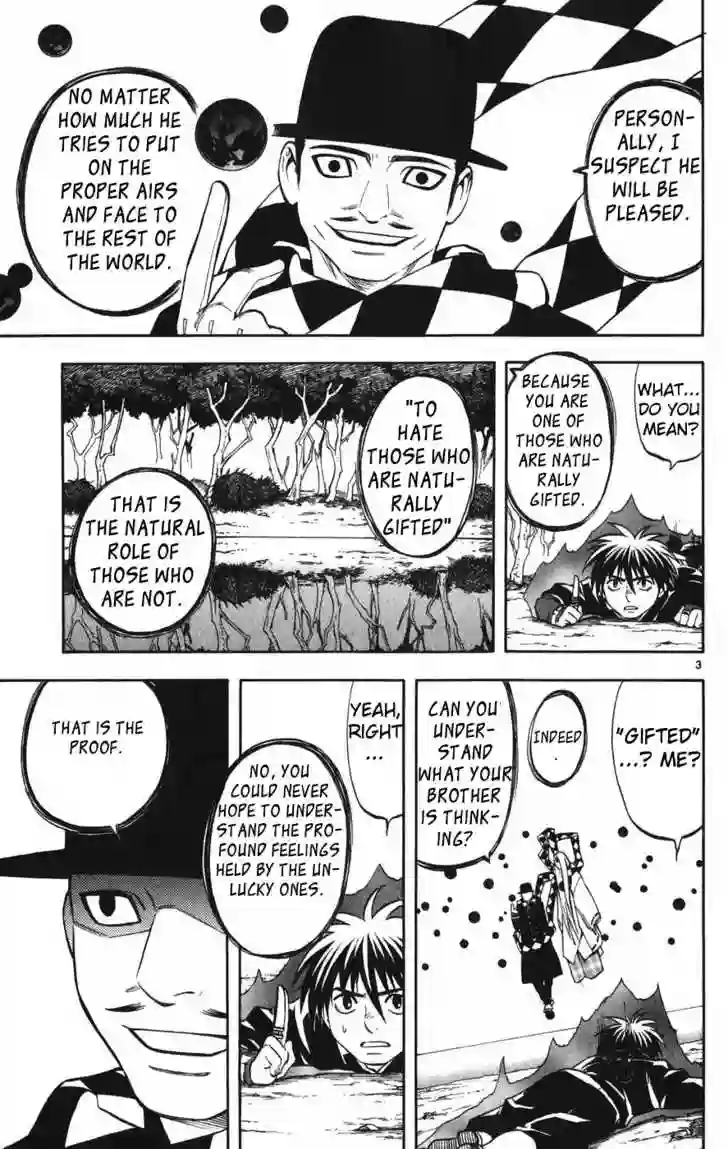 PERSON-
ALLY, I
SUSPECT HE
WILL BE
PLEASED.
NO MATTER
HOW MUCH HE
TRIES TO PUT
ON THE
PROPER AIRS
AND FACE TO
THE REST OF
THE WORLD.
WHAT...
DO YOU
MEAN?
BECAUSE
YOU ARE
ONE OF
THOSE WHO
ARE NATU-
RALLY
GIFTED.
"TO
HATE
THOSE WHO
ARE NATU-
RALLY
GIFTED"
THAT IS
THE NATURAL
ROLE OF
THOSE WHO
ARE NOT.
3
"GIFTED"
...? ME?
INDEED
.
CAN YOU
UNDER-
STAND
WHAT YOUR
BROTHER
IS THINK-
ING?
YEAH,
RIGHT
...
NO, YOU
COULD NEVER
HOPE TO UNDER-
STAND THE PRO-
FOUND FEELINGS
HELD BY THE UN-
LUCKY ONES.
THAT IS THE
PROOF.